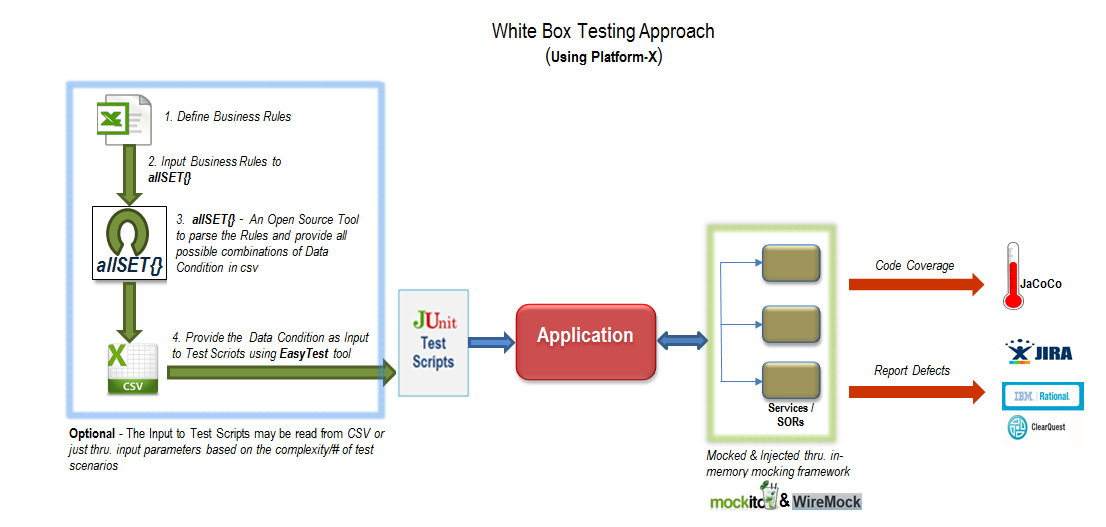 White Box Testing Approach
(Using Platform-X)
1. Define Business Rules
2. Input Business Rules to
allSET{}
3. allSET{} - An Open Source Tool
to parse the Rules and provide all
possible combinations of Data
Condition in csv
allSET{}
4. Provide the Data Condition as Input
to Test Scriots using EasyTest tool
X
CSV
JUnit
Test
Scripts
Application
Services /
SORs
Code Coverage
JaCoCo
Report Defects
JIRA
IBM Rational
ClearQuest
Optional - The Input to Test Scripts may be read from CSV or
just thru. input parameters based on the complexity/# of test
scenarios
Mocked & Injected thru. in-
memory mocking framework
mockito & WireMock